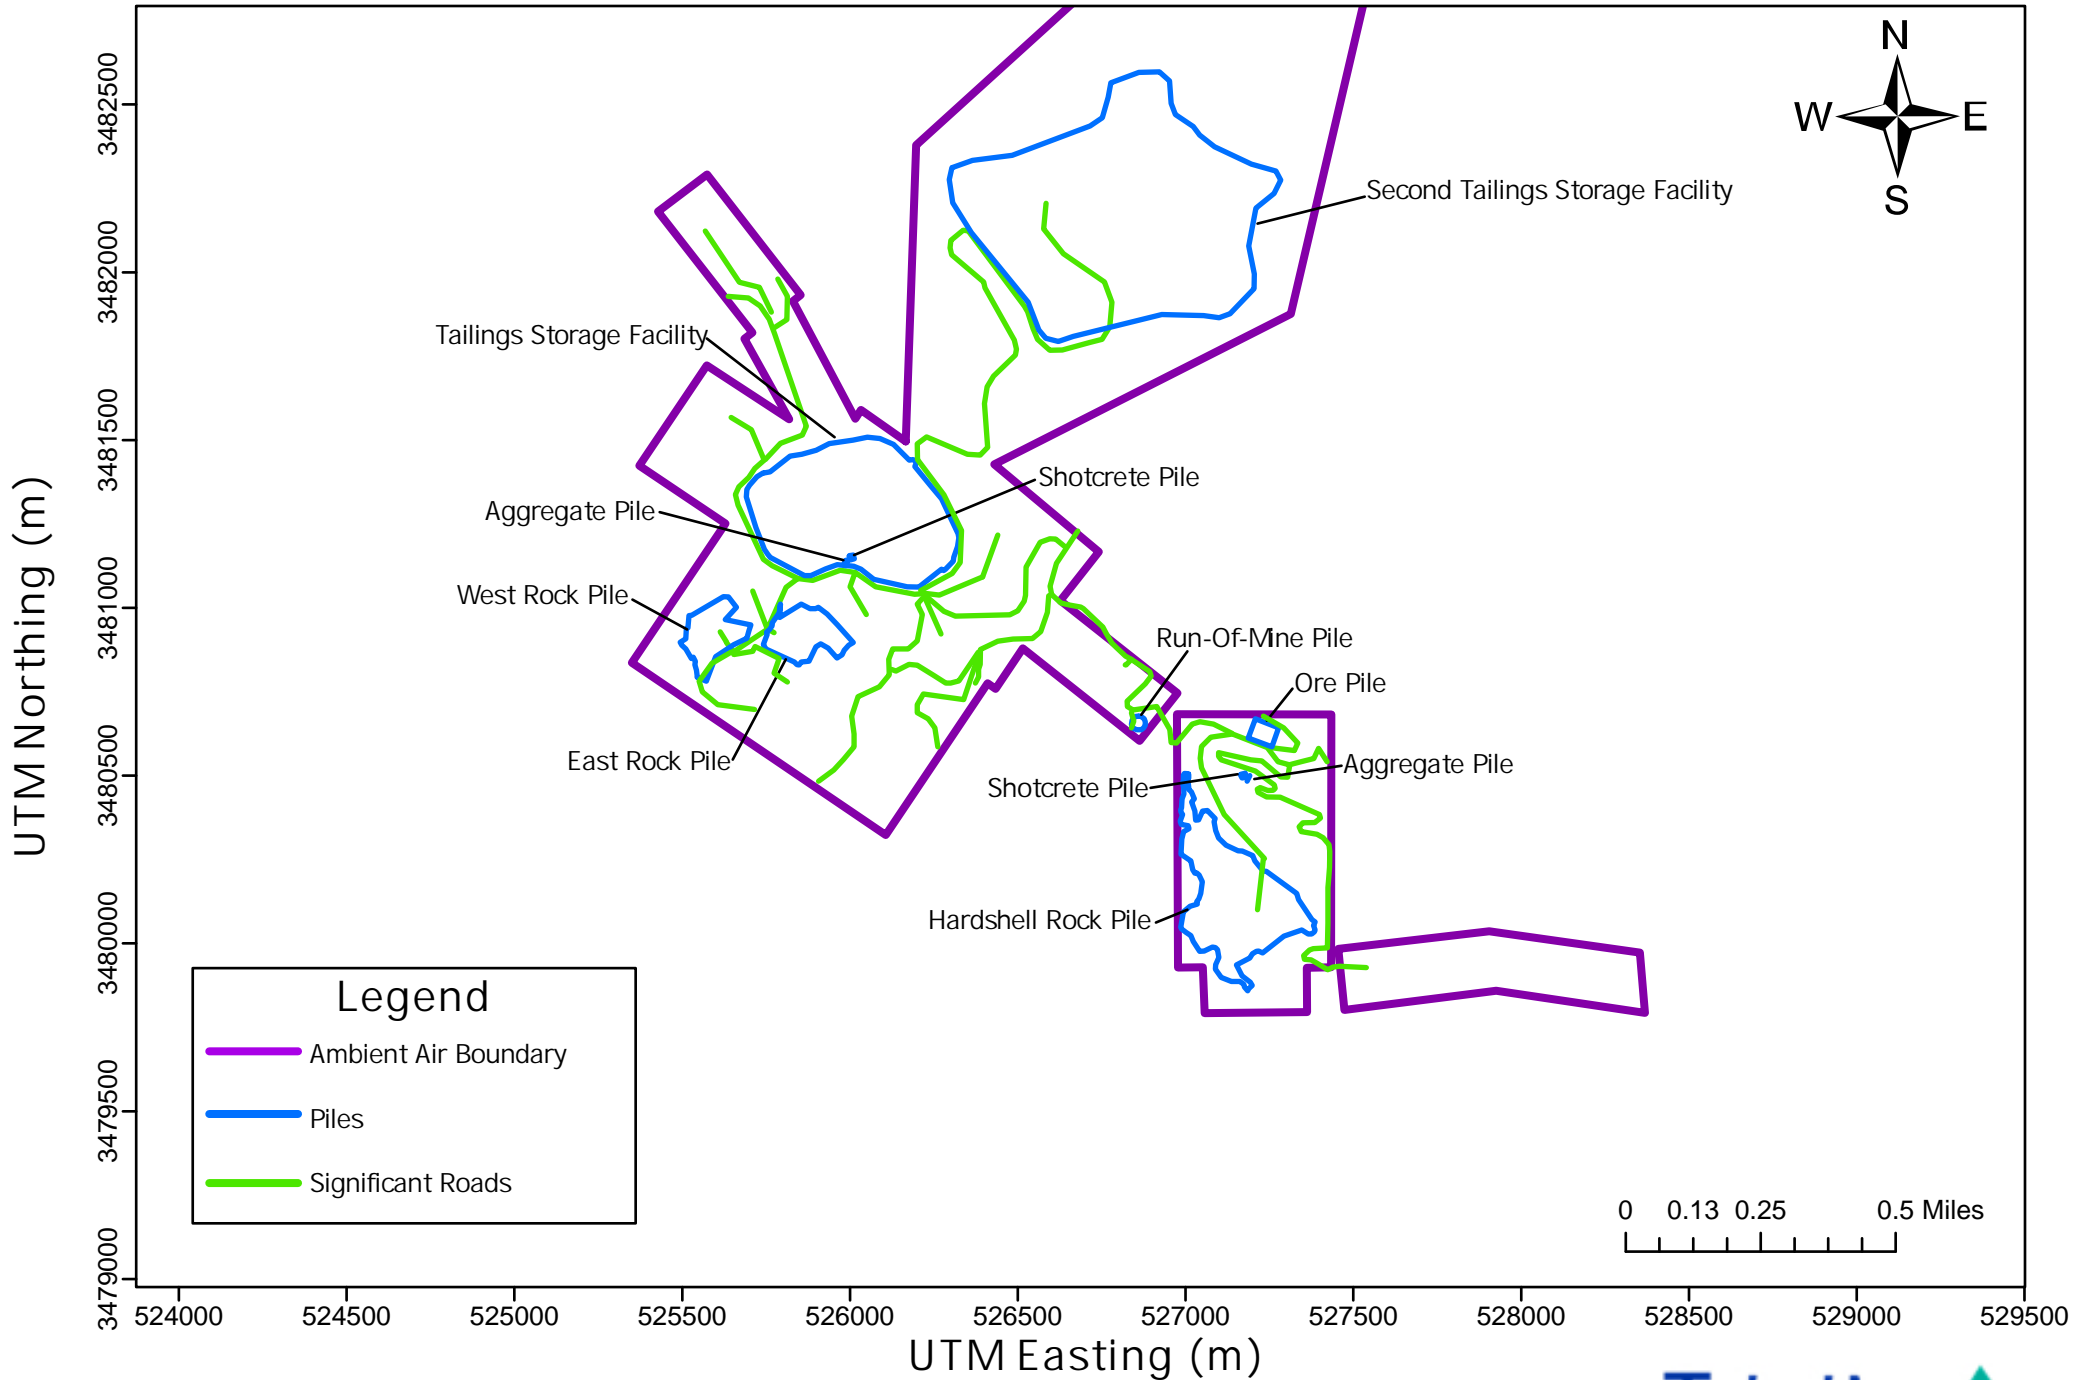 N
W E
S
3482500
3482000
3481500
3481000
3480500
3480000
3479500
3479000
UTM Northing (m)
Second Tailings Storage Facility
Tailings Storage Facility
Shotcrete Pile
Aggregate Pile
West Rock Pile
Run-Of-Mine Pile
Ore Pile
East Rock Pile
Aggregate Pile
Shotcrete Pile
Hardshell Rock Pile
Legend
Ambient Air Boundary
Piles
Significant Roads
0 0.13 0.25 0.5 Miles
524000 524500 525000 525500 526000 526500 527000 527500 528000 528500 529000 529500
UTM Easting (m)